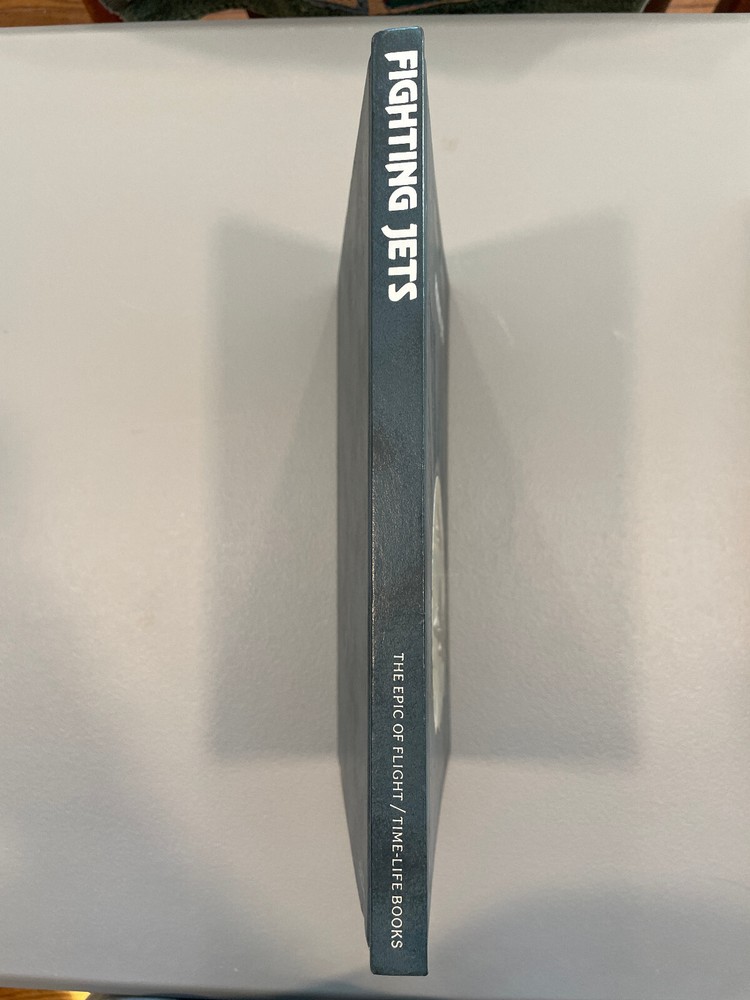 FIGHTING JETS
THE EPIC OF FLIGHT / TIME-LIFE BOOKS